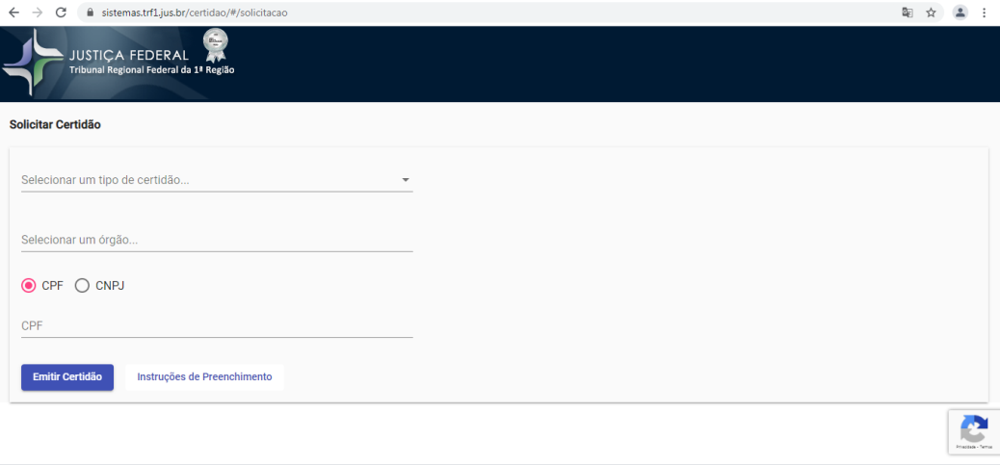 sistemas.trf1.jus.br/certidao/#/solicitacao
JUSTIÇA FEDERAL
Tribunal Regional Federal da 1ª Região
Solicitar Certidão
Selecionar um tipo de certidão...
Selecionar um órgão...
CPF CNPJ
CPF
Emitir Certidão Instruções de Preenchimento
Privacidade - Termos